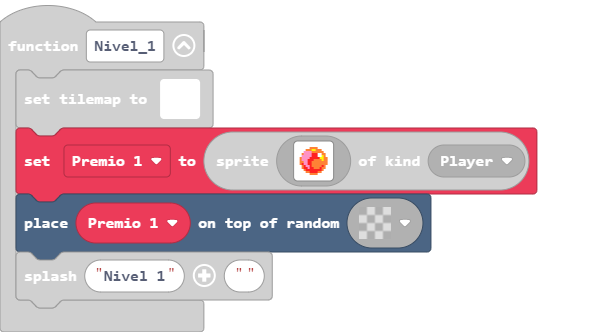 function Nivel_1
set tilemap to
set Premio 1 to sprite of kind Player
place Premio 1 on top of random
splash "Nivel 1" + " "